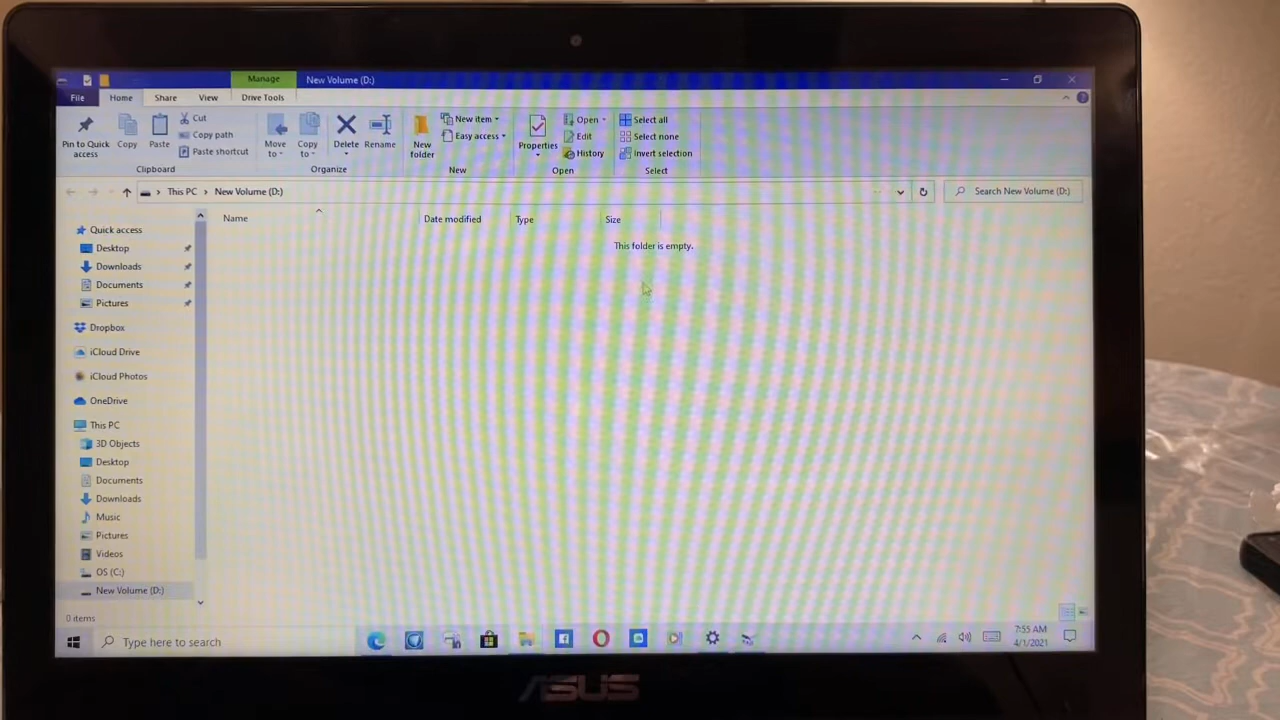 Manage
New Volume (D:)
File Home Share View Drive Tools
Pin to Quick access
Copy
Paste
Cut
Copy path
Paste shortcut
Clipboard
Move to
Copy to
Delete
Rename
Organize
New folder
New item
Easy access
New
Properties
Open
Edit
History
Open
Select all
Select none
Invert selection
Select
This PC > New Volume (D:)
Search New Volume (D:)
Name Date modified Type Size
This folder is empty.
Quick access
Desktop
Downloads
Documents
Pictures
Dropbox
iCloud Drive
iCloud Photos
OneDrive
This PC
3D Objects
Desktop
Documents
Downloads
Music
Pictures
Videos
OS (C:)
New Volume (D:)
0 items
Type here to search
7:55 AM
4/1/2021
ASUS